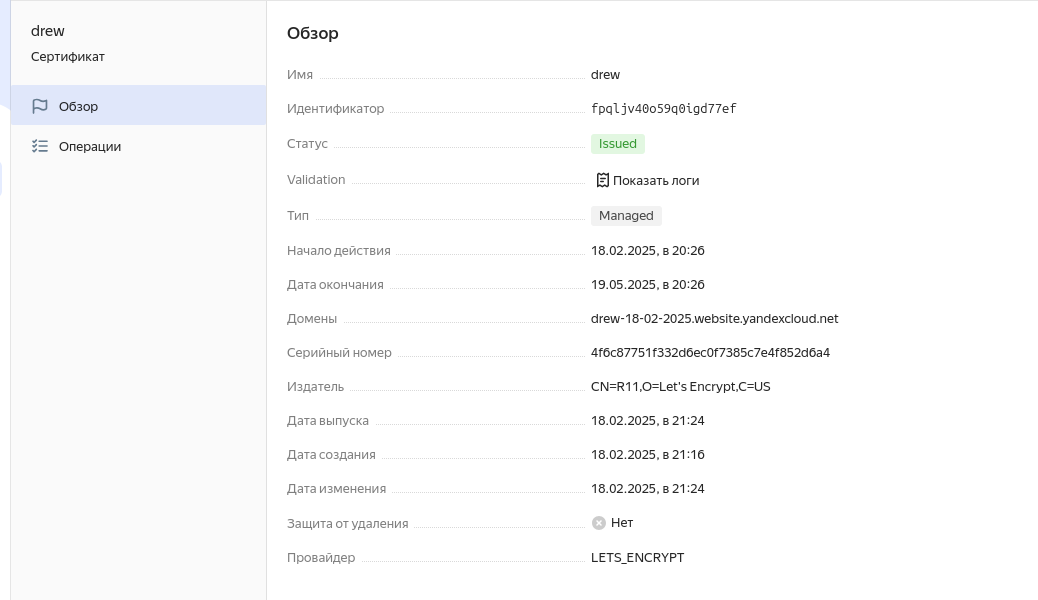 drew
Сертификат
Обзор
Операции
Обзор
Имя drew
Идентификатор fpqljv40o59q0igd77ef
Статус Issued
Validation Показать логи
Тип Managed
Начало действия 18.02.2025, в 20:26
Дата окончания 19.05.2025, в 20:26
Домены drew-18-02-2025.website.yandexcloud.net
Серийный номер 4f6c87751f332d6ec0f7385c7e4f852d6a4
Издатель CN=R11,O=Let's Encrypt,C=US
Дата выпуска 18.02.2025, в 21:24
Дата создания 18.02.2025, в 21:16
Дата изменения 18.02.2025, в 21:24
Защита от удаления Нет
Провайдер LETS_ENCRYPT